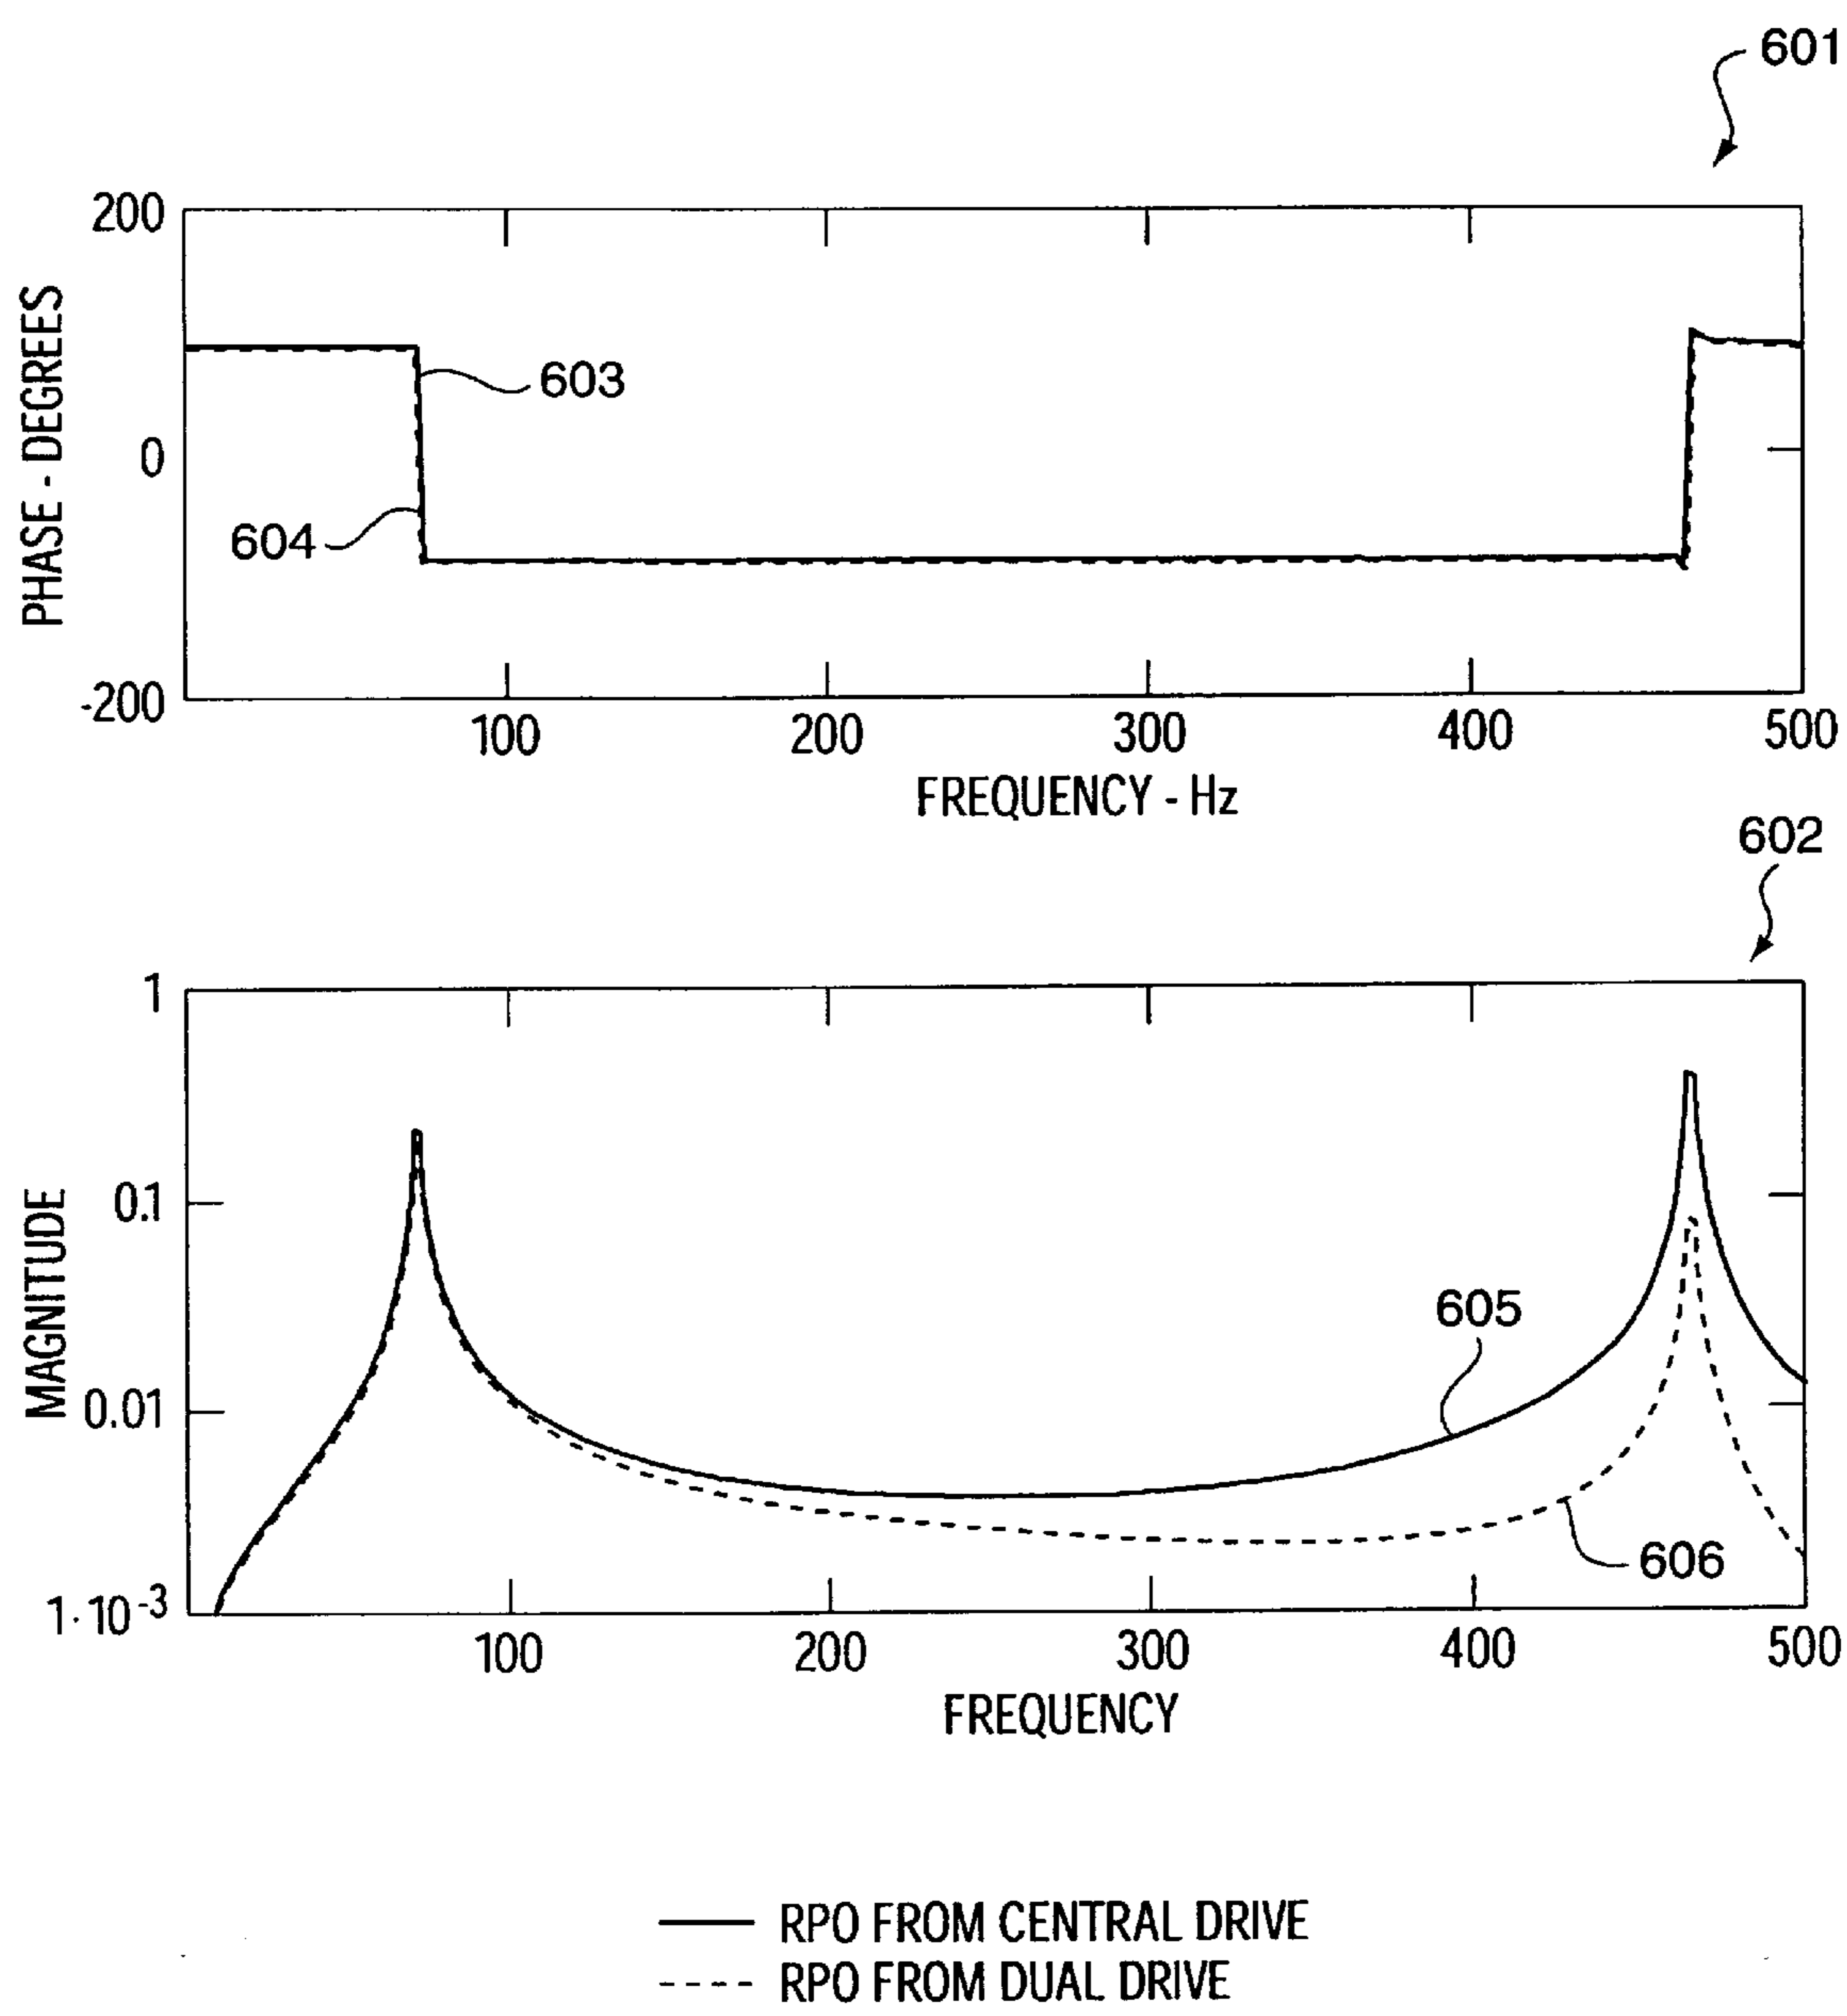 601
200
PHASE - DEGREES
0
-200
603
604
100 200 300 400 500
FREQUENCY - Hz
602
1
MAGNITUDE
0.1
0.01
1·10-3
605
606
100 200 300 400 500
FREQUENCY
RPO FROM CENTRAL DRIVE
RPO FROM DUAL DRIVE